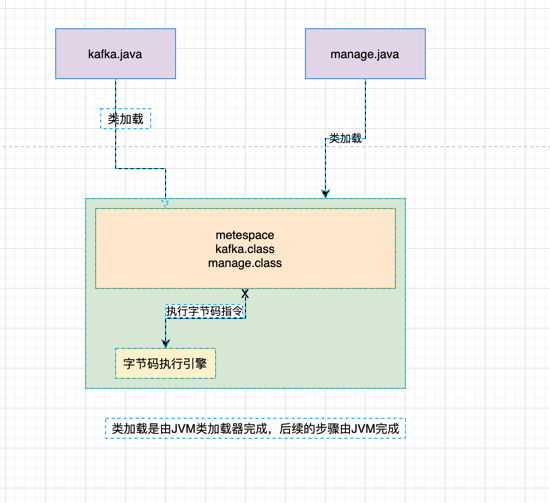 kafka.java
manage.java
类加载
类加载
metespace
kafka.class
manage.class
X
执行字节码指令
字节码执行引擎
类加载是由JVM类加载器完成，后续的步骤由JVM完成